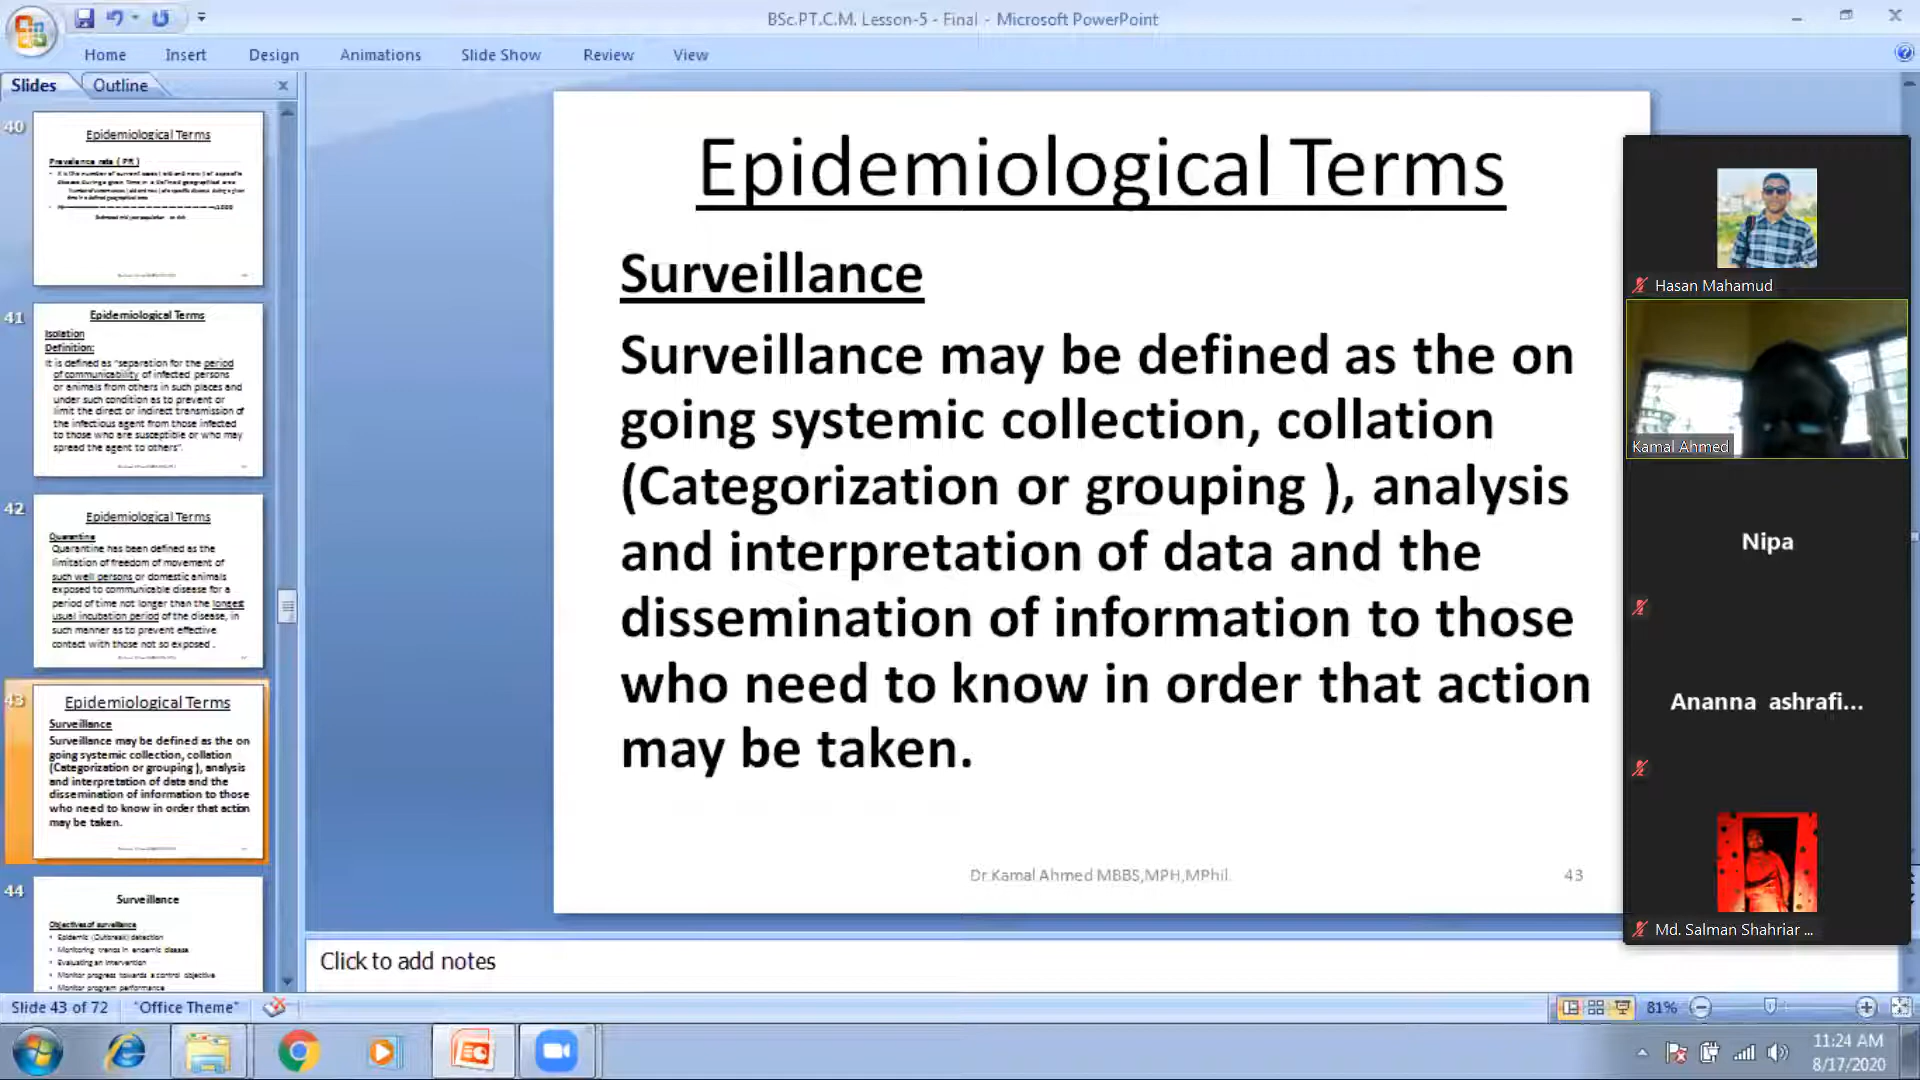 BSc.PT.C.M. Lesson-5 - Final - Microsoft PowerPoint
Home Insert Design Animations Slide Show Review View
Slides Outline
40
Epidemiological Terms
Prevalence rate ( PR )
41
Epidemiological Terms
Isolation
Definition:
It is defined as "separation for the period
of communicability of infected persons
or animals from others in such places and
under such condition as to prevent or
limit the direct or indirect transmission of
the infectious agent from those infected
to those who are susceptible or who may
spread the agent to others".
42
Epidemiological Terms
Quarantine
Quarantine has been defined as the
limitation of freedom of movement of
such well persons or domestic animals
exposed to communicable disease for a
period of time not longer than the longest
usual incubation period of the disease, in
such manner as to prevent effective
contact with those not so exposed .
43
Epidemiological Terms
Surveillance
Surveillance may be defined as the on
going systemic collection, collation
(Categorization or grouping ), analysis
and interpretation of data and the
dissemination of information to those
who need to know in order that action
may be taken.
44
Surveillance
Objectives of surveillance
• Epidemic (Outbreak) detection
• Monitoring trends in endemic disease
• Evaluating an intervention
• Monitor progress towards a control objective
• Monitor program performance
Epidemiological Terms
Surveillance
Surveillance may be defined as the on
going systemic collection, collation
(Categorization or grouping ), analysis
and interpretation of data and the
dissemination of information to those
who need to know in order that action
may be taken.
Dr.Kamal Ahmed MBBS,MPH,MPhil.
43
Hasan Mahamud
Kamal Ahmed
Nipa
Ananna ashrafi...
Md. Salman Shahriar ...
Click to add notes
Slide 43 of 72 "Office Theme" 81%
11:24 AM
8/17/2020